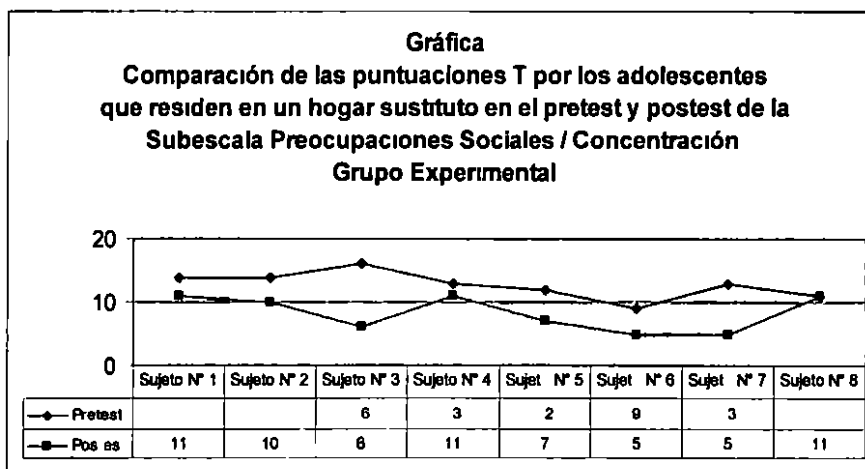 Gráfica
Comparación de las puntuaciones T por los adolescentes
que residen en un hogar sustituto en el pretest y postest de la
Subescala Preocupaciones Sociales / Concentración
Grupo Experimental
20
10
0
Sujeto N° 1 Sujeto N° 2 Sujeto N° 3 Sujeto N° 4 Sujet N° 5 Sujet N° 6 Sujet N° 7 Sujeto N° 8
Pretest 6 3 2 9 3
Pos es 11 10 6 11 7 5 5 11